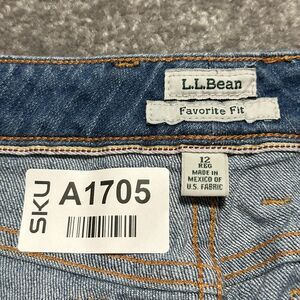 L.L.Bean
Favorite Fit
12
REG
MADE IN
MEXICO OF
U.S. FABRIC
SKU
A1705